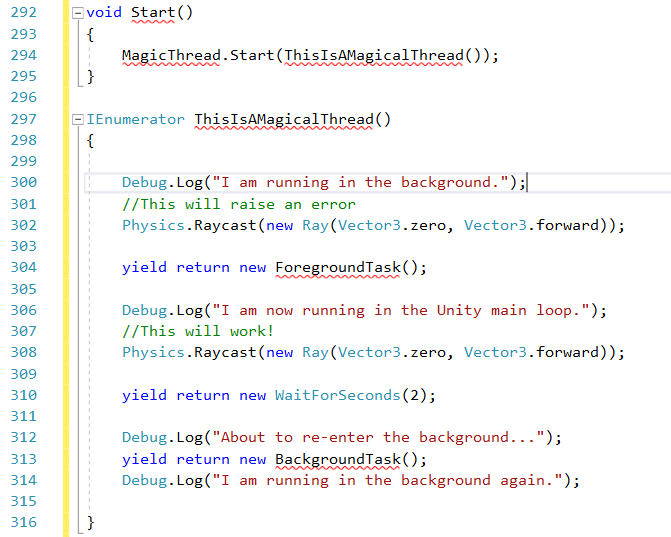 292 void Start()
293 {
294 MagicThread.Start(ThisIsAMagicalThread());
295 }
296
297 IEnumerator ThisIsAMagicalThread()
298 {
299
300 Debug.Log("I am running in the background.");
301 //This will raise an error
302 Physics.Raycast(new Ray(Vector3.zero, Vector3.forward));
303
304 yield return new ForegroundTask();
305
306 Debug.Log("I am now running in the Unity main loop.");
307 //This will work!
308 Physics.Raycast(new Ray(Vector3.zero, Vector3.forward));
309
310 yield return new WaitForSeconds(2);
311
312 Debug.Log("About to re-enter the background...");
313 yield return new BackgroundTask();
314 Debug.Log("I am running in the background again.");
315
316 }